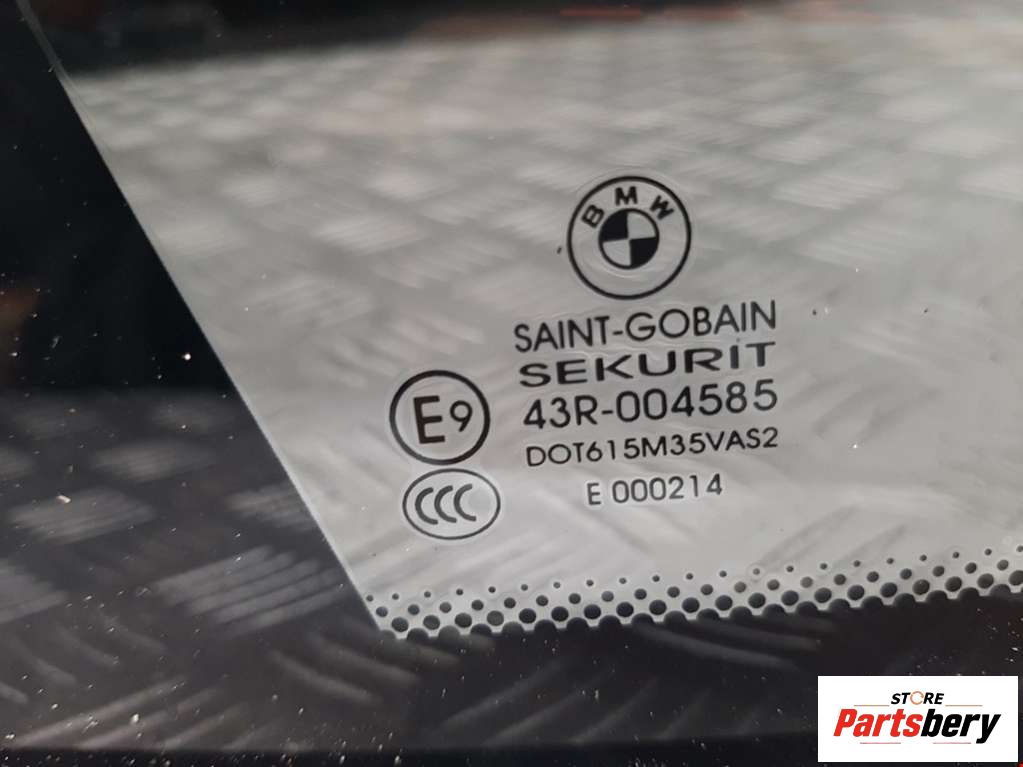 BMW
SAINT-GOBAIN
SEKURIT
43R-004585
E9
DOT615M35VAS2
CCC
E 000214
STORE
Partsbery